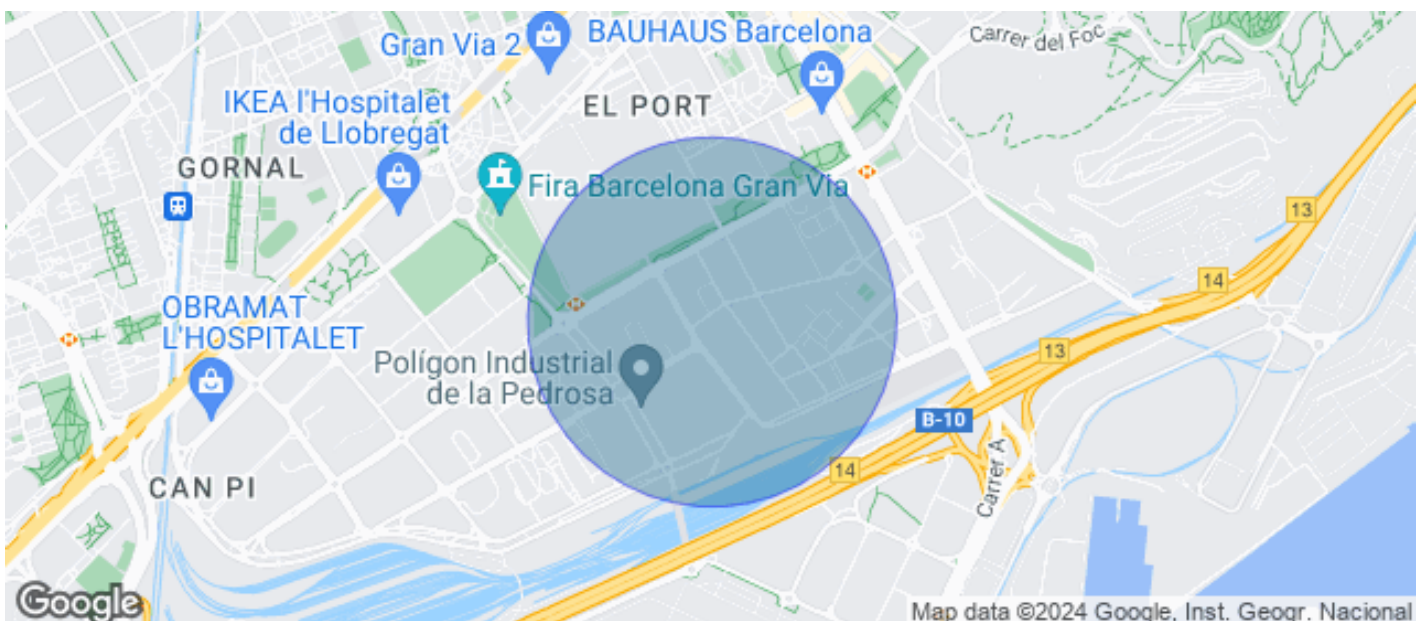 Gran Via 2
BAUHAUS Barcelona
Carrer del Foc
IKEA l'Hospitalet
de Llobregat
EL PORT
GORNAL
Fira Barcelona Gran Via
13
14
OBRAMAT
L'HOSPITALET
Polígon Industrial
de la Pedrosa
13
B-10
14
CAN PI
Carrer A
Google
Map data ©2024 Google, Inst. Geogr. Nacional